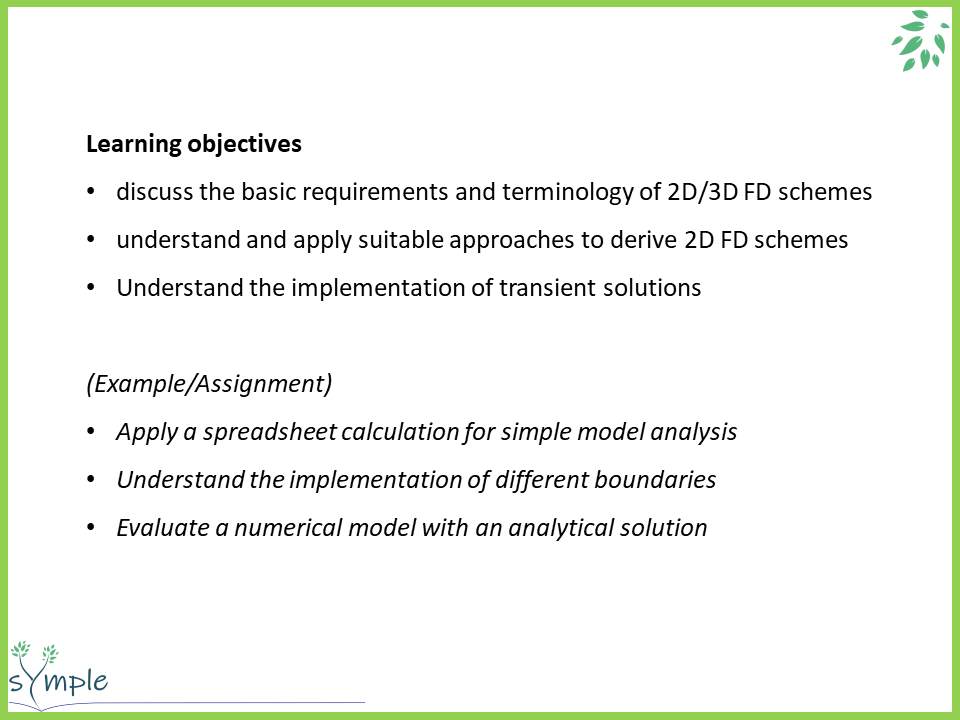 Learning objectives
• discuss the basic requirements and terminology of 2D/3D FD schemes
• understand and apply suitable approaches to derive 2D FD schemes
• Understand the implementation of transient solutions
(Example/Assignment)
• Apply a spreadsheet calculation for simple model analysis
• Understand the implementation of different boundaries
• Evaluate a numerical model with an analytical solution
sYmple